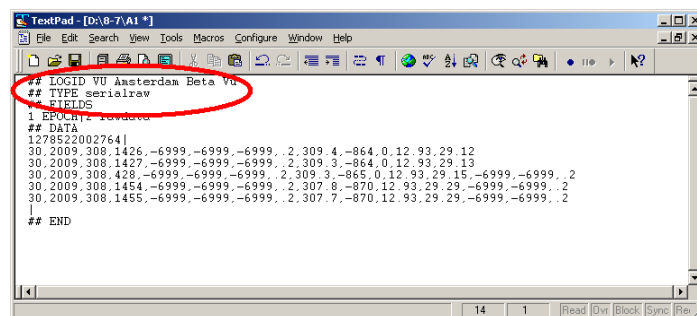 TextPad - [D:\8-7\A1 *]
File Edit Search View Tools Macros Configure Window Help
## LOGID VU Amsterdam Beta Vu
## TYPE serialraw
## FIELDS
1 EPOCH|2 rawdata
## DATA
1278522002764|
30,2009,308,1426,-6999,-6999,-6999,.2,309.4,-864,0,12.93,29.12
30,2009,308,1427,-6999,-6999,-6999,.2,309.3,-864,0,12.93,29.13
30,2009,308,428,-6999,-6999,-6999,.2,309.3,-865,0,12.93,29.15,-6999,-6999,.2
30,2009,308,1454,-6999,-6999,-6999,.2,307.8,-870,12.93,29.29,-6999,-6999,.2
30,2009,308,1455,-6999,-6999,-6999,.2,307.7,-870,12.93,29.29,-6999,-6999,.2
|
## END
14 1 Read Ovr Block Sync Rec